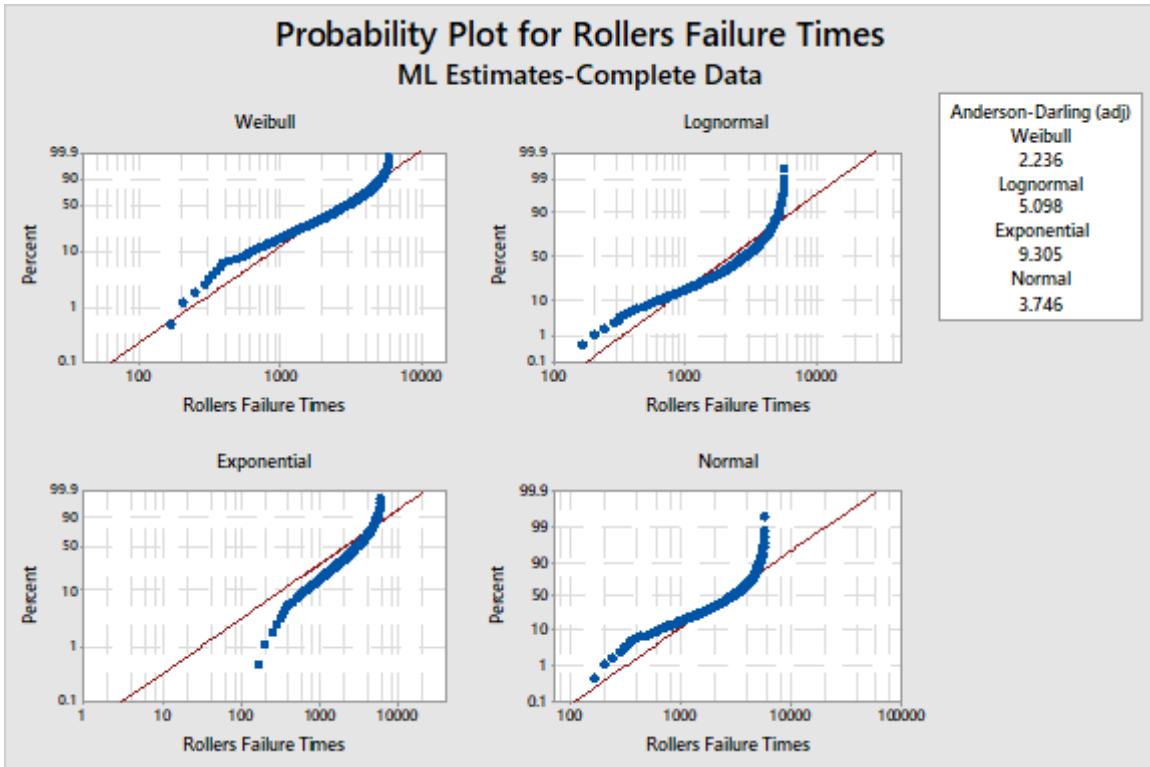 Probability Plot for Rollers Failure Times
ML Estimates-Complete Data
Weibull
99.9
90
50
10
1
0.1
Percent
100
1000
10000
Rollers Failure Times
Lognormal
99.9
99
90
50
10
1
0.1
Percent
100
1000
10000
Rollers Failure Times
Anderson-Darling (adj)
Weibull
2.236
Lognormal
5.098
Exponential
9.305
Normal
3.746
Exponential
99.9
90
50
10
1
0.1
Percent
1
10
100
1000
10000
Rollers Failure Times
Normal
99.9
99
90
50
10
1
0.1
Percent
100
1000
10000
100000
Rollers Failure Times